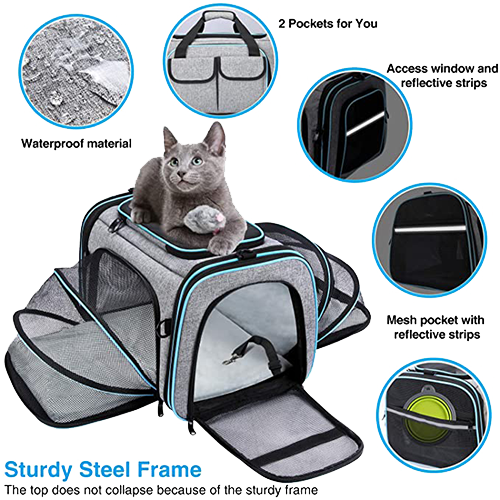 2 Pockets for You
Access window and
reflective strips
Waterproof material
Mesh pocket with
reflective strips
Sturdy Steel Frame
The top does not collapse because of the sturdy frame